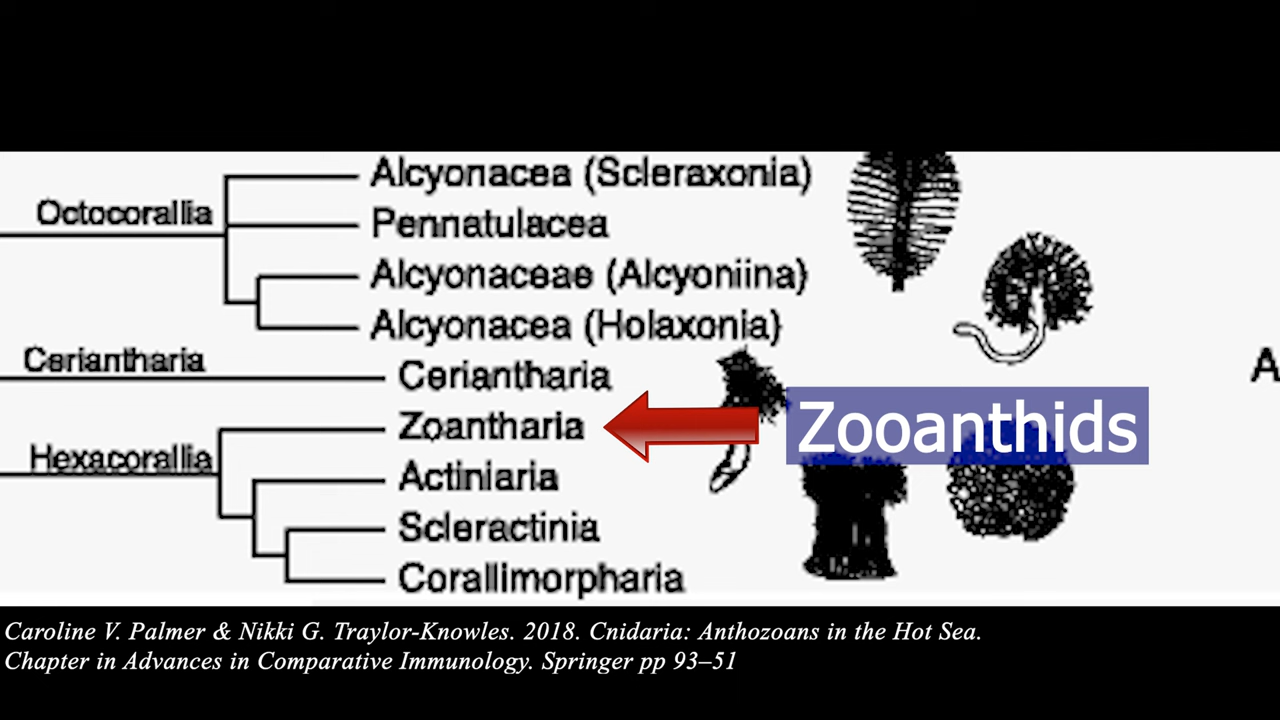 Alcyonacea (Scleraxonia)
Octocorallia
Pennatulacea
Alcyonaceae (Alcyoniina)
Alcyonacea (Holaxonia)
Ceriantharia
Ceriantharia
Zoantharia
Zooanthids
Hexacorallia
Actiniaria
Scleractinia
Corallimorpharia
A
Caroline V. Palmer & Nikki G. Traylor-Knowles. 2018. Cnidaria: Anthozoans in the Hot Sea.
Chapter in Advances in Comparative Immunology. Springer pp 93–51